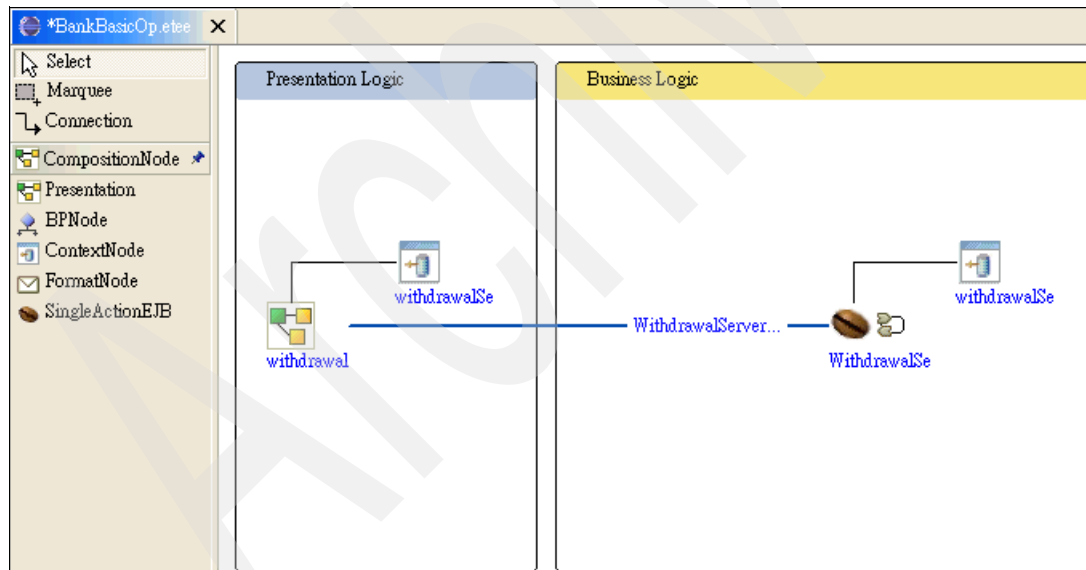 *BankBasicOp.etee
Select
Marquee
Connection
CompositionNode
Presentation
BPNode
ContextNode
FormatNode
SingleActionEJB
Presentation Logic
Business Logic
withdrawalSe
withdrawal
WithdrawalServer...
withdrawalSe
WithdrawalSe
Archiv